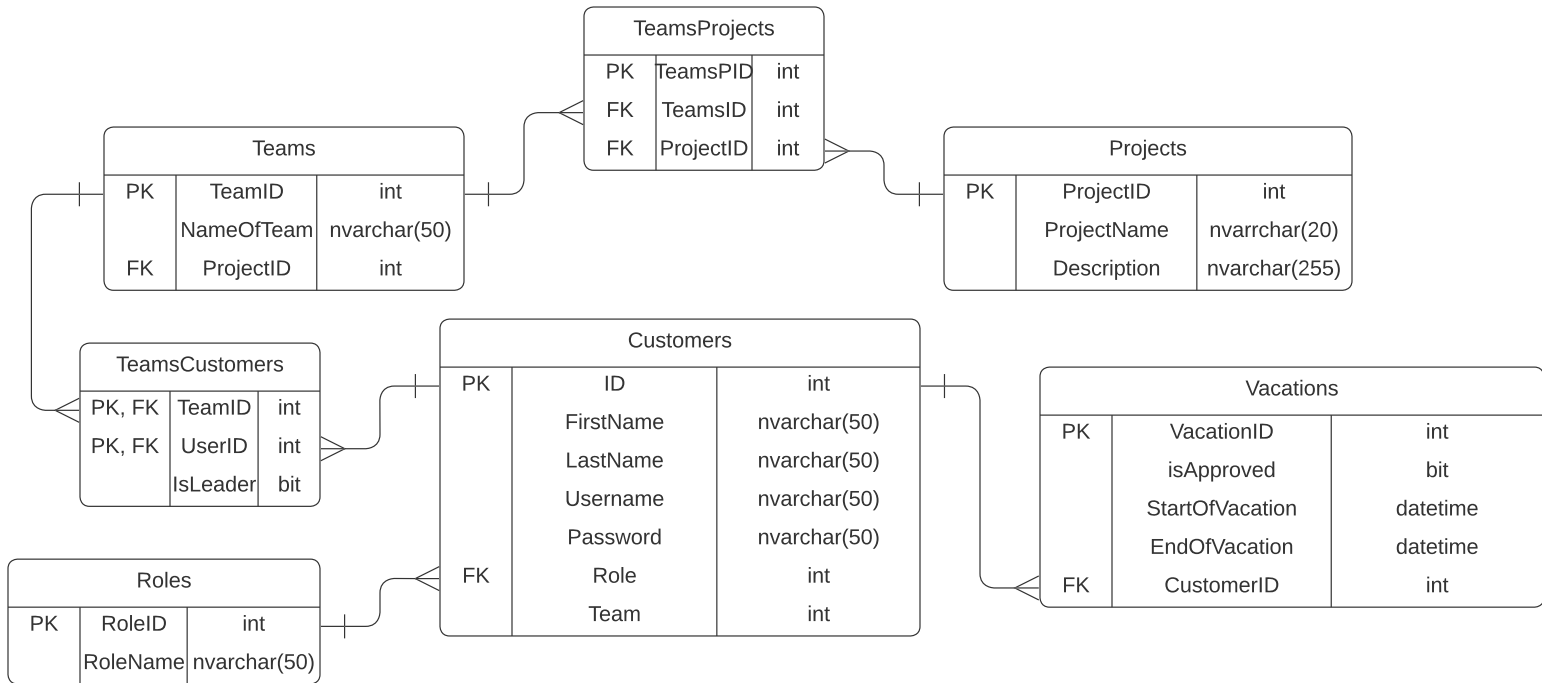 TeamsProjects
PK TeamsPID int
FK TeamsID int
FK ProjectID int
Teams
PK TeamID int
NameOfTeam nvarchar(50)
FK ProjectID int
Projects
PK ProjectID int
ProjectName nvarrchar(20)
Description nvarchar(255)
TeamsCustomers
PK, FK TeamID int
PK, FK UserID int
IsLeader bit
Customers
PK ID int
FirstName nvarchar(50)
LastName nvarchar(50)
Username nvarchar(50)
Password nvarchar(50)
FK Role int
Team int
Vacations
PK VacationID int
isApproved bit
StartOfVacation datetime
EndOfVacation datetime
FK CustomerID int
Roles
PK RoleID int
RoleName nvarchar(50)